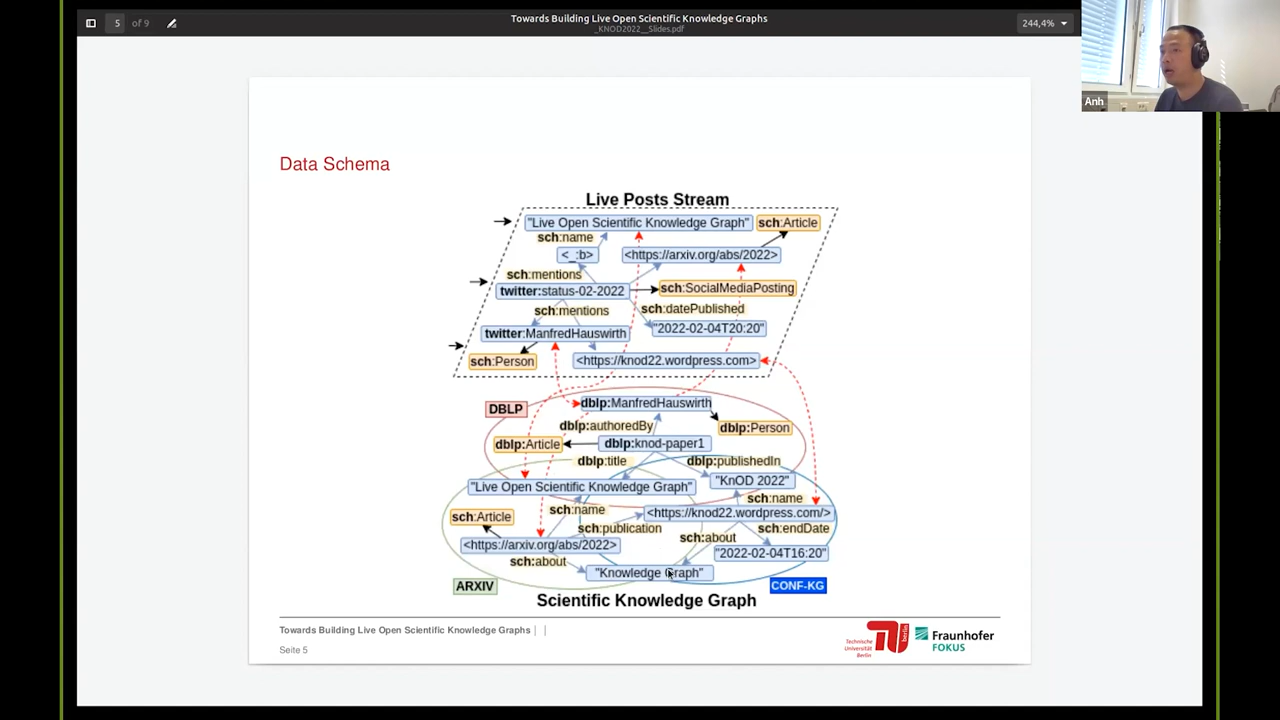 5 of 9
Towards Building Live Open Scientific Knowledge Graphs
_KNOD2022__Slides.pdf
244,4%
Anh
Data Schema
Live Posts Stream
"Live Open Scientific Knowledge Graph" sch:Article
sch:name
<_:b> <https://arxiv.org/abs/2022>
sch:mentions
twitter:status-02-2022 sch:SocialMediaPosting
sch:mentions sch:datePublished
twitter:ManfredHauswirth "2022-02-04T20:20"
sch:Person <https://knod22.wordpress.com>
DBLP dblp:ManfredHauswirth
dblp:authoredBy dblp:Person
dblp:Article dblp:knod-paper1
dblp:title dblp:publishedIn
"Live Open Scientific Knowledge Graph" "KnOD 2022"
sch:name
sch:Article sch:name <https://knod22.wordpress.com/>
sch:publication sch:endDate
sch:about
<https://arxiv.org/abs/2022> "2022-02-04T16:20"
sch:about
"Knowledge Graph"
ARXIV CONF-KG
Scientific Knowledge Graph
Towards Building Live Open Scientific Knowledge Graphs | |
Seite 5
Technische
Universität
Berlin
berlin
Fraunhofer
FOKUS